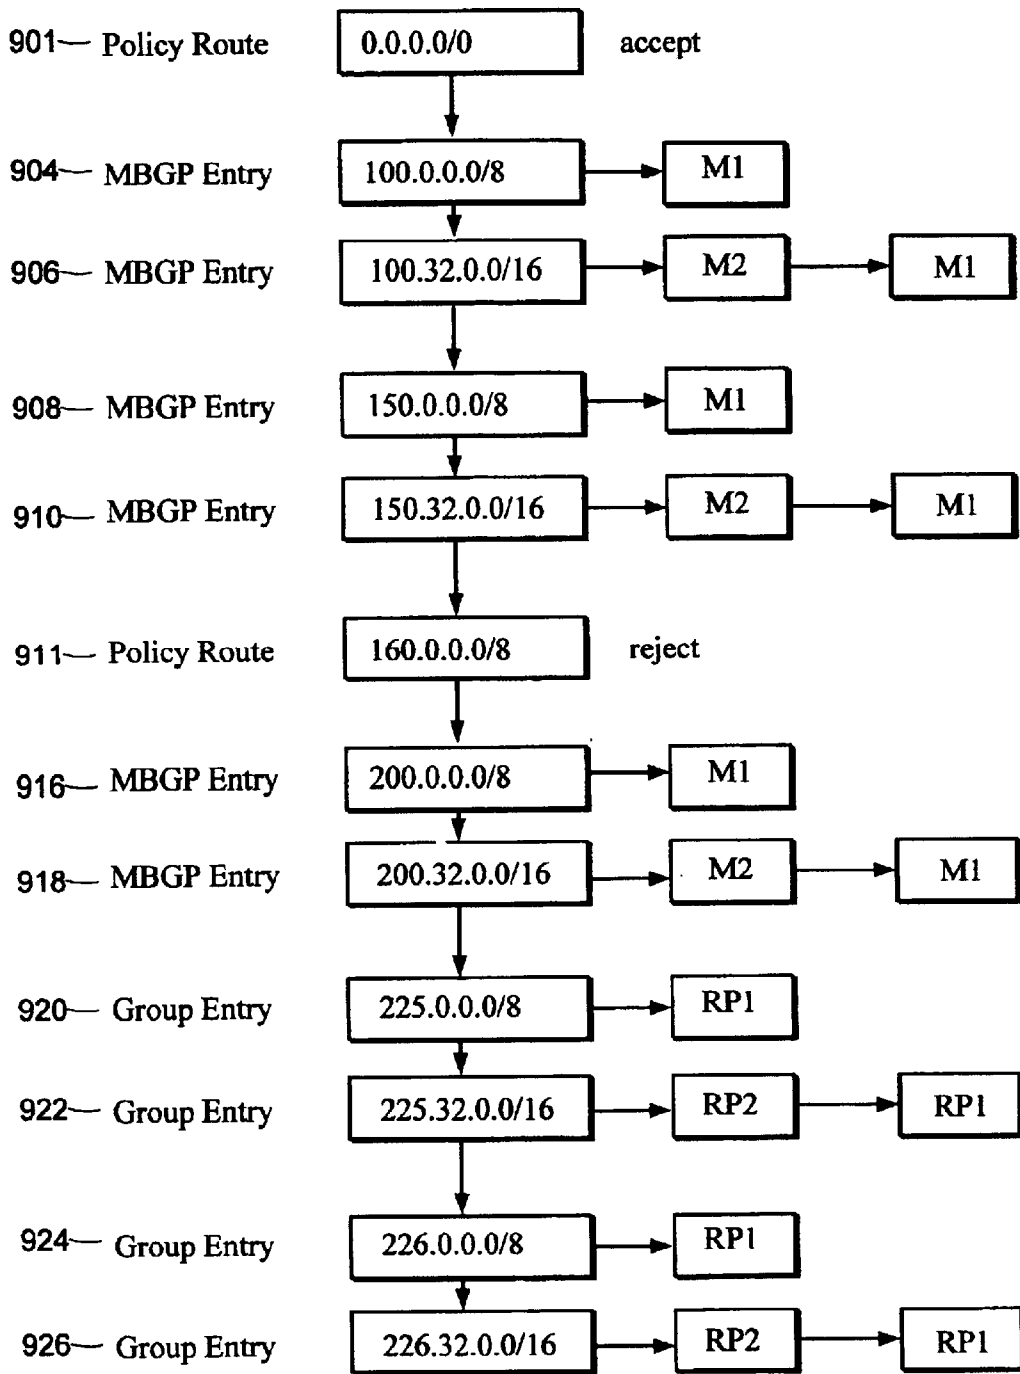 901 Policy Route 0.0.0.0/0 accept
904 MBGP Entry 100.0.0.0/8 M1
906 MBGP Entry 100.32.0.0/16 M2 M1
908 MBGP Entry 150.0.0.0/8 M1
910 MBGP Entry 150.32.0.0/16 M2 M1
911 Policy Route 160.0.0.0/8 reject
916 MBGP Entry 200.0.0.0/8 M1
918 MBGP Entry 200.32.0.0/16 M2 M1
920 Group Entry 225.0.0.0/8 RP1
922 Group Entry 225.32.0.0/16 RP2 RP1
924 Group Entry 226.0.0.0/8 RP1
926 Group Entry 226.32.0.0/16 RP2 RP1